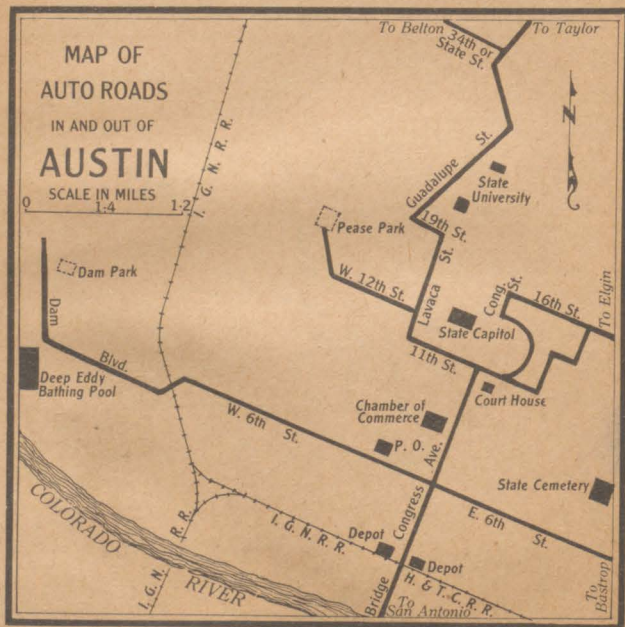 MAP OF
AUTO ROADS
IN AND OUT OF
AUSTIN
SCALE IN MILES
0 1-4 1-2
To Belton
To Taylor
34th or
State St.
N
I. G. N. R. R.
Guadalupe St.
State
University
Pease Park
19th St.
Dam Park
W. 12th St.
Lavaca St.
Cong. St.
16th St.
To Elgin
State Capitol
11th St.
Dam Blvd.
Deep Eddy
Bathing Pool
Court House
Chamber of
Commerce
W. 6th St.
P. O.
State Cemetery
Congress Ave.
E. 6th St.
COLORADO RIVER
I. G. N. R. R.
I. G. N. R. R.
Depot
Depot
H. & T. C. R. R.
Bridge
To
San Antonio
To
Bastrop